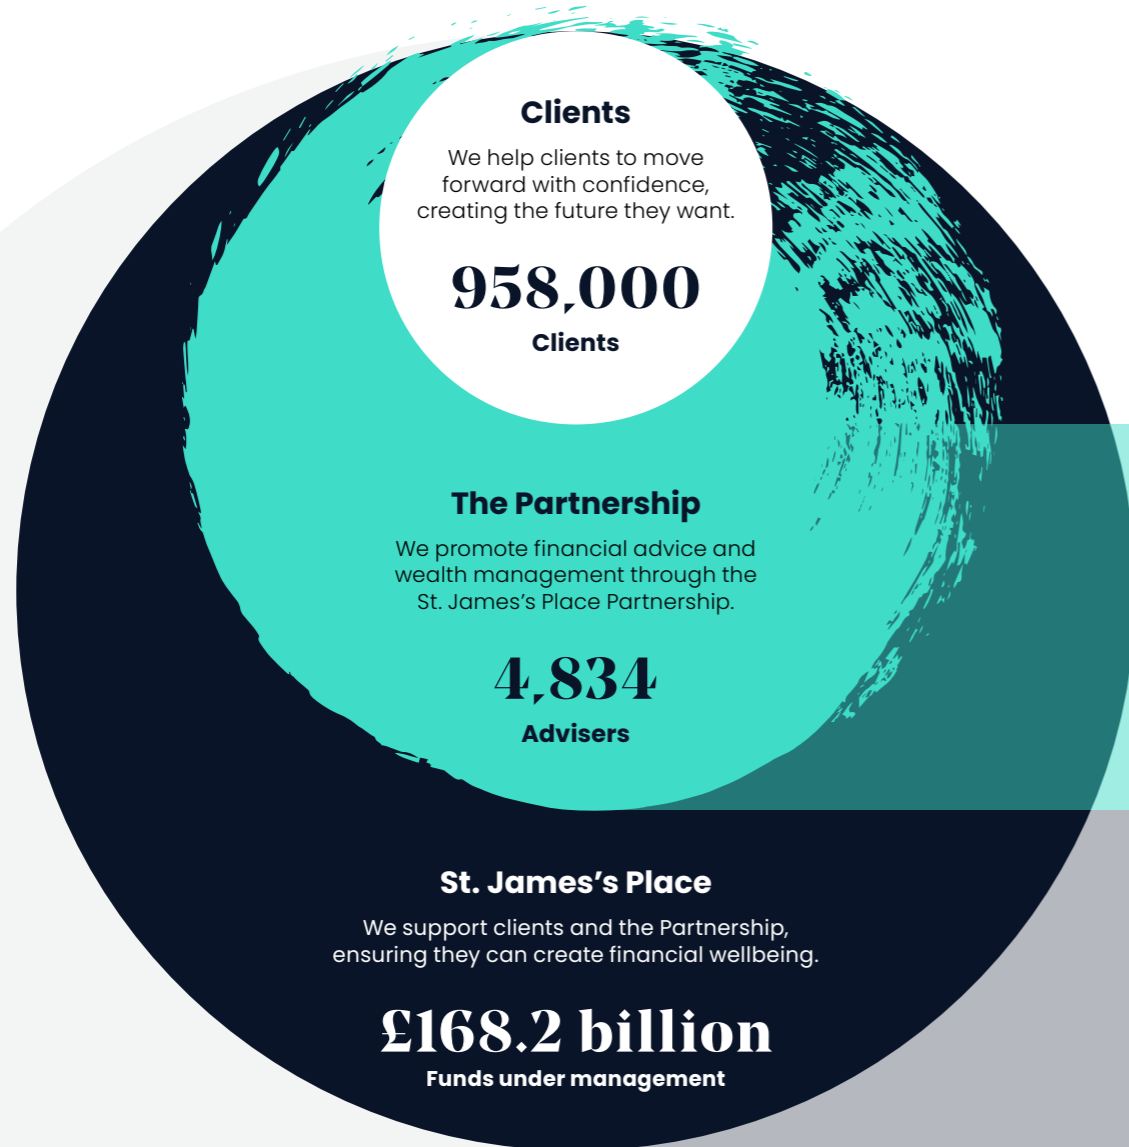 Clients
We help clients to move
forward with confidence,
creating the future they want.
958,000
Clients
The Partnership
We promote financial advice and
wealth management through the
St. James’s Place Partnership.
4,834
Advisers
St. James’s Place
We support clients and the Partnership,
ensuring they can create financial wellbeing.
£168.2 billion
Funds under management